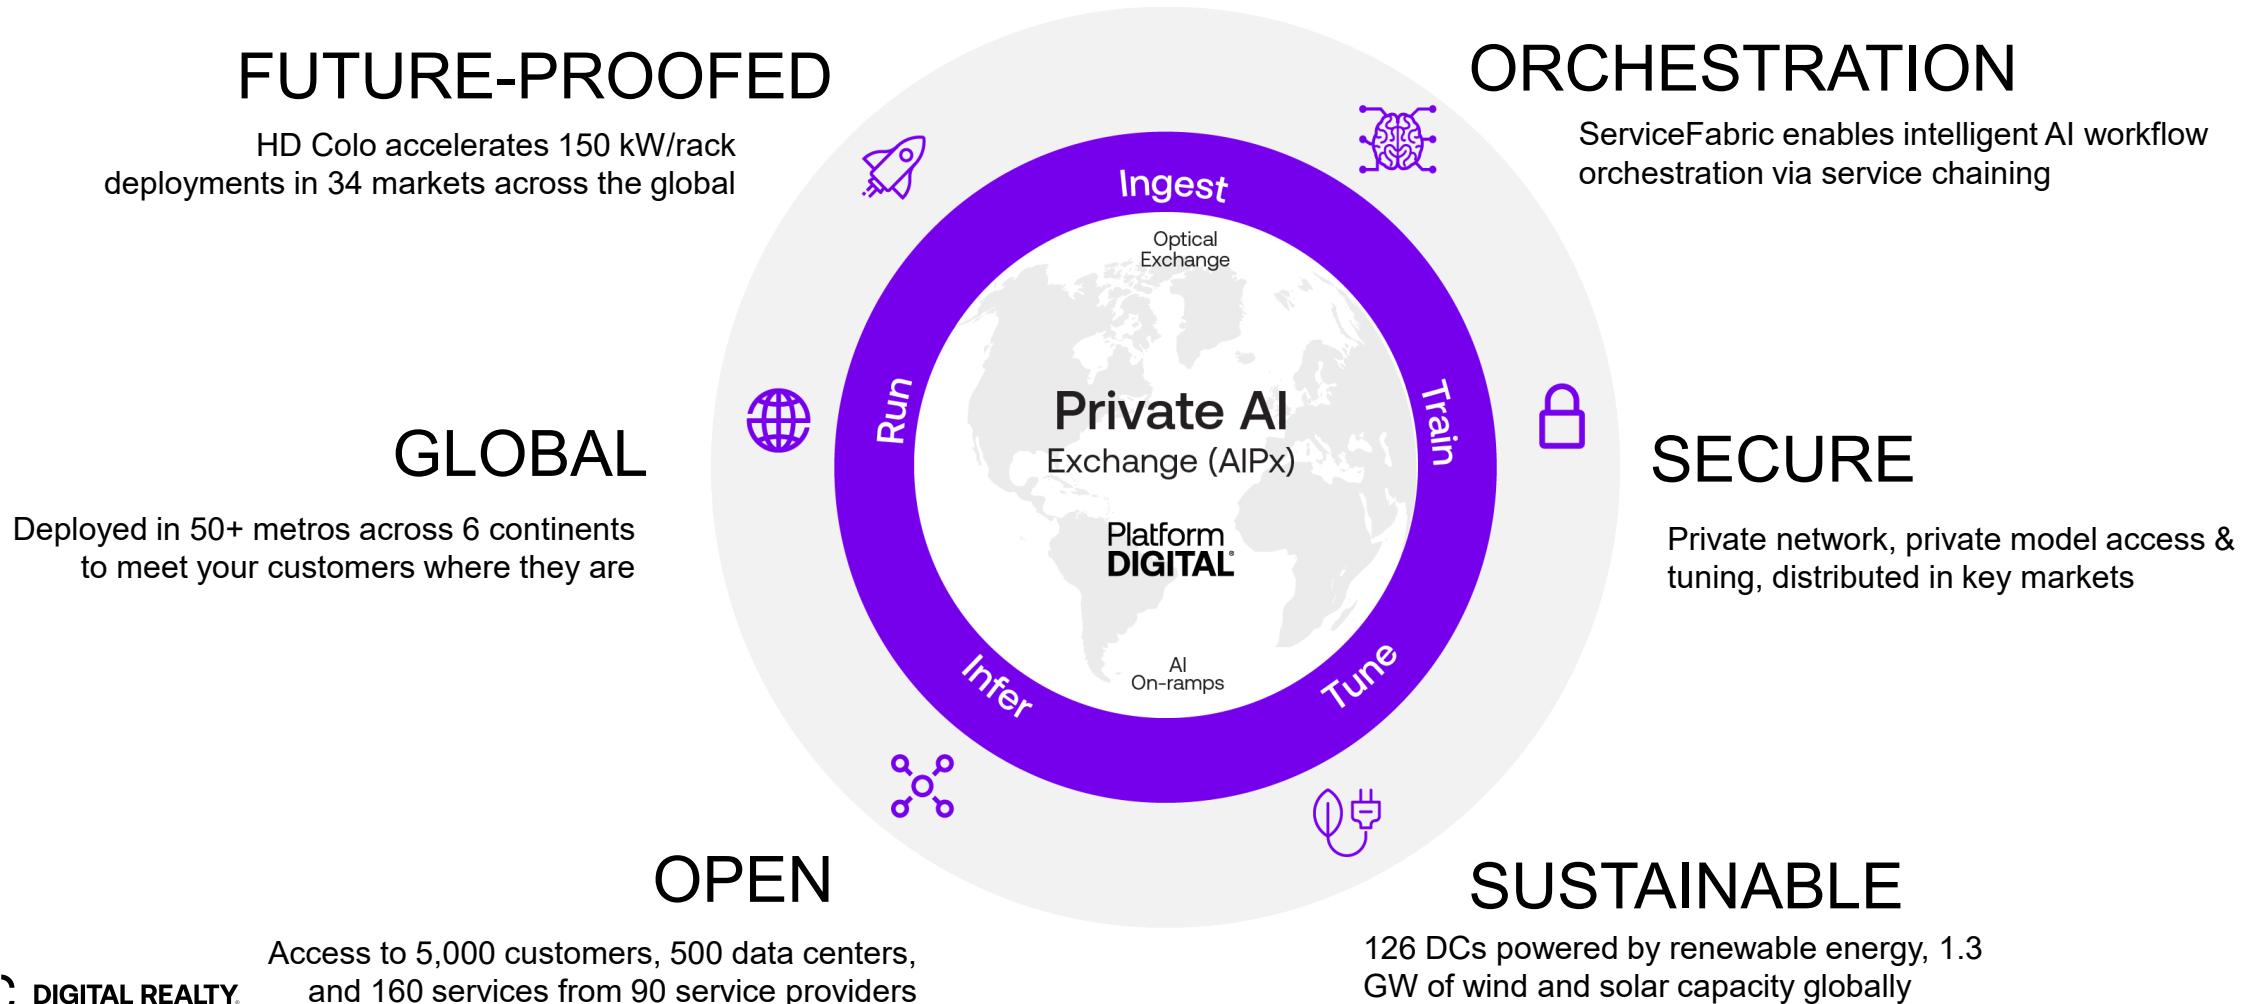 FUTURE-PROOFED
HD Colo accelerates 150 kW/rack
deployments in 34 markets across the global
ORCHESTRATION
ServiceFabric enables intelligent AI workflow
orchestration via service chaining
GLOBAL
Deployed in 50+ metros across 6 continents
to meet your customers where they are
SECURE
Private network, private model access &
tuning, distributed in key markets
OPEN
Access to 5,000 customers, 500 data centers,
and 160 services from 90 service providers
SUSTAINABLE
126 DCs powered by renewable energy, 1.3
GW of wind and solar capacity globally
Ingest
Train
Tune
Infer
Run
Optical
Exchange
Private AI
Exchange (AIPx)
Platform
DIGITAL®
AI
On-ramps
DIGITAL REALTY®